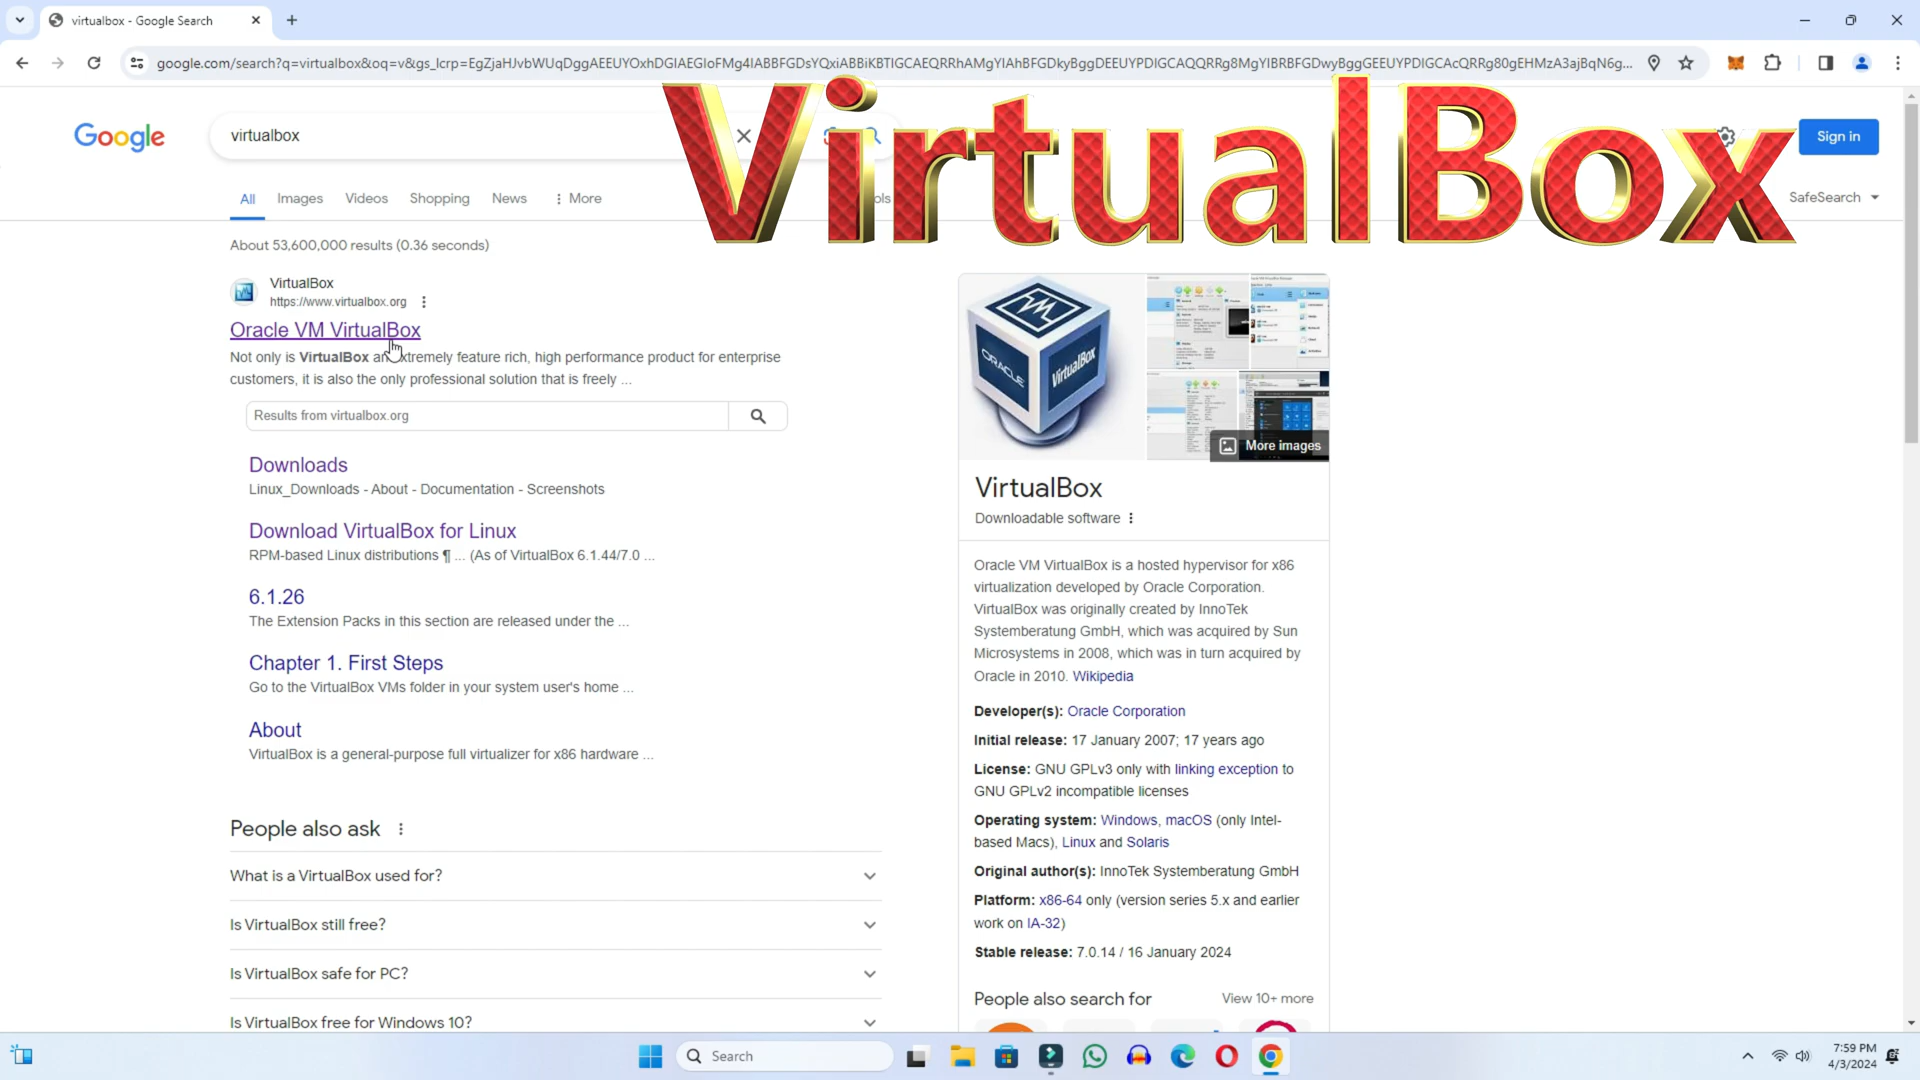 virtualbox - Google Search
google.com/search?q=virtualbox&oq=v&gs_lcrp=EgZjaHJvbWUqDggAEEUYOxhDGIAEGIoFMg4IABBFGDsYQxiABBiKBTIGCAEQRRhAMgYIAhBFGDkyBggDEEUYPDIGCAQQRRg8MgYIBRBFGDwyBggGEEUYPDIGCAcQRRg80gEHMzA3ajBqN6g...
VirtualBox
Google
virtualbox
Sign in
All
Images
Videos
Shopping
News
More
SafeSearch
About 53,600,000 results (0.36 seconds)
VirtualBox
https://www.virtualbox.org
Oracle VM VirtualBox
Not only is VirtualBox an extremely feature rich, high performance product for enterprise
customers, it is also the only professional solution that is freely ...
Results from virtualbox.org
Downloads
Linux_Downloads - About - Documentation - Screenshots
Download VirtualBox for Linux
RPM-based Linux distributions ¶ ... (As of VirtualBox 6.1.44/7.0 ...
6.1.26
The Extension Packs in this section are released under the ...
Chapter 1. First Steps
Go to the VirtualBox VMs folder in your system user's home ...
About
VirtualBox is a general-purpose full virtualizer for x86 hardware ...
People also ask
What is a VirtualBox used for?
Is VirtualBox still free?
Is VirtualBox safe for PC?
Is VirtualBox free for Windows 10?
ORACLE
VirtualBox
More images
VirtualBox
Downloadable software
Oracle VM VirtualBox is a hosted hypervisor for x86
virtualization developed by Oracle Corporation.
VirtualBox was originally created by InnoTek
Systemberatung GmbH, which was acquired by Sun
Microsystems in 2008, which was in turn acquired by
Oracle in 2010. Wikipedia
Developer(s): Oracle Corporation
Initial release: 17 January 2007; 17 years ago
License: GNU GPLv3 only with linking exception to
GNU GPLv2 incompatible licenses
Operating system: Windows, macOS (only Intel-
based Macs), Linux and Solaris
Original author(s): InnoTek Systemberatung GmbH
Platform: x86-64 only (version series 5.x and earlier
work on IA-32)
Stable release: 7.0.14 / 16 January 2024
People also search for
View 10+ more
Search
7:59 PM
4/3/2024